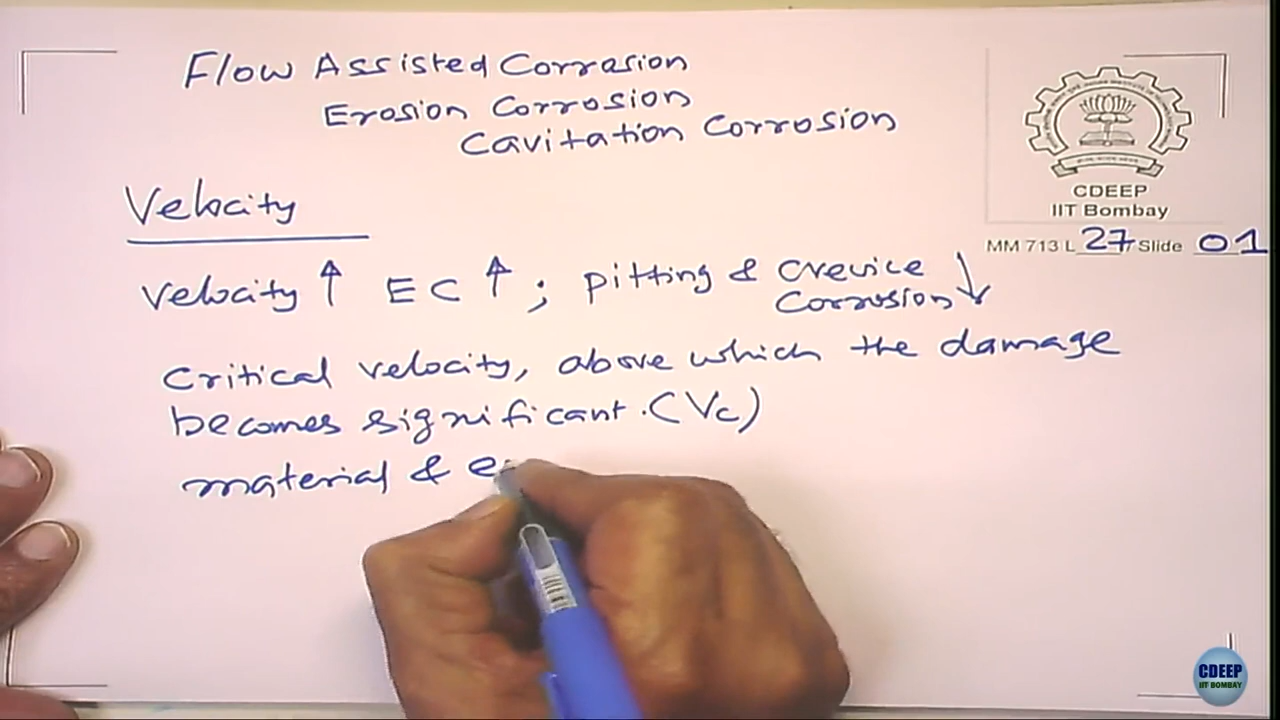 Flow Assisted Corrosion
Erosion Corrosion
Cavitation Corrosion
CDEEP
IIT Bombay
MM 713 L 27 Slide 01
Velocity
Velocity ↑ EC ↑ ; pitting & crevice corrosion ↓
Critical velocity, above which the damage
becomes significant. (Vc)
material & e
CDEEP
IIT BOMBAY